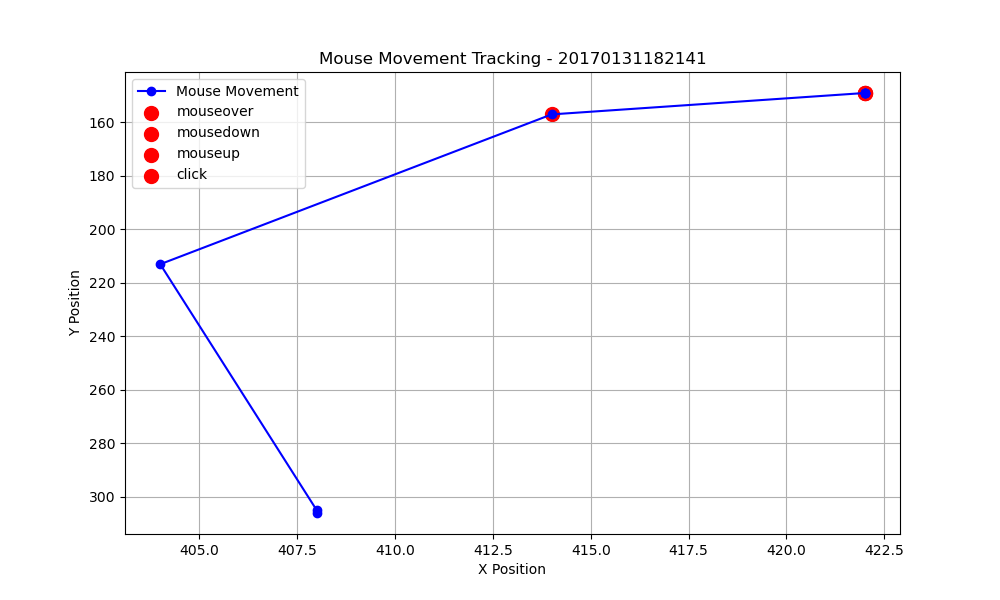 Mouse Movement Tracking - 20170131182141
Mouse Movement
mouseover
mousedown
mouseup
click
160
180
200
220
240
260
280
300
Y Position
405.0 407.5 410.0 412.5 415.0 417.5 420.0 422.5
X Position